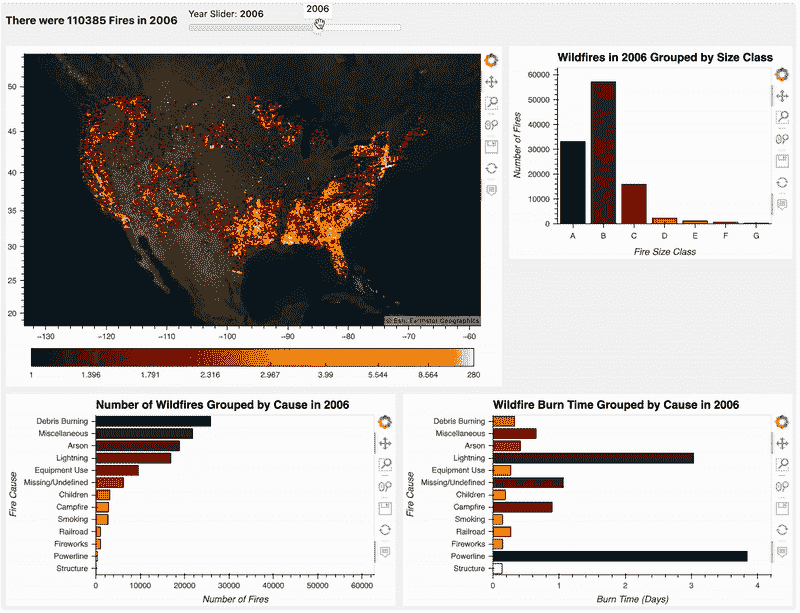 2006
There were 110385 Fires in 2006
Year Slider: 2006
50
45
40
35
30
25
20
−130 −120 −110 −100 −90 −80 −70 −60
© Esri, Earthstar Geographics
1 1.396 1.791 2.316 2.967 3.99 5.544 8.564 280
Wildfires in 2006 Grouped by Size Class
Number of Fires
60000
50000
40000
30000
20000
10000
0
A B C D E F G
Fire Size Class
Number of Wildfires Grouped by Cause in 2006
Fire Cause
Debris Burning
Miscellaneous
Arson
Lightning
Equipment Use
Missing/Undefined
Children
Campfire
Smoking
Railroad
Fireworks
Powerline
Structure
0 10000 20000 30000 40000 50000 60000
Number of Fires
Wildfire Burn Time Grouped by Cause in 2006
Fire Cause
Debris Burning
Miscellaneous
Arson
Lightning
Equipment Use
Missing/Undefined
Children
Campfire
Smoking
Railroad
Fireworks
Powerline
Structure
0 1 2 3 4
Burn Time (Days)